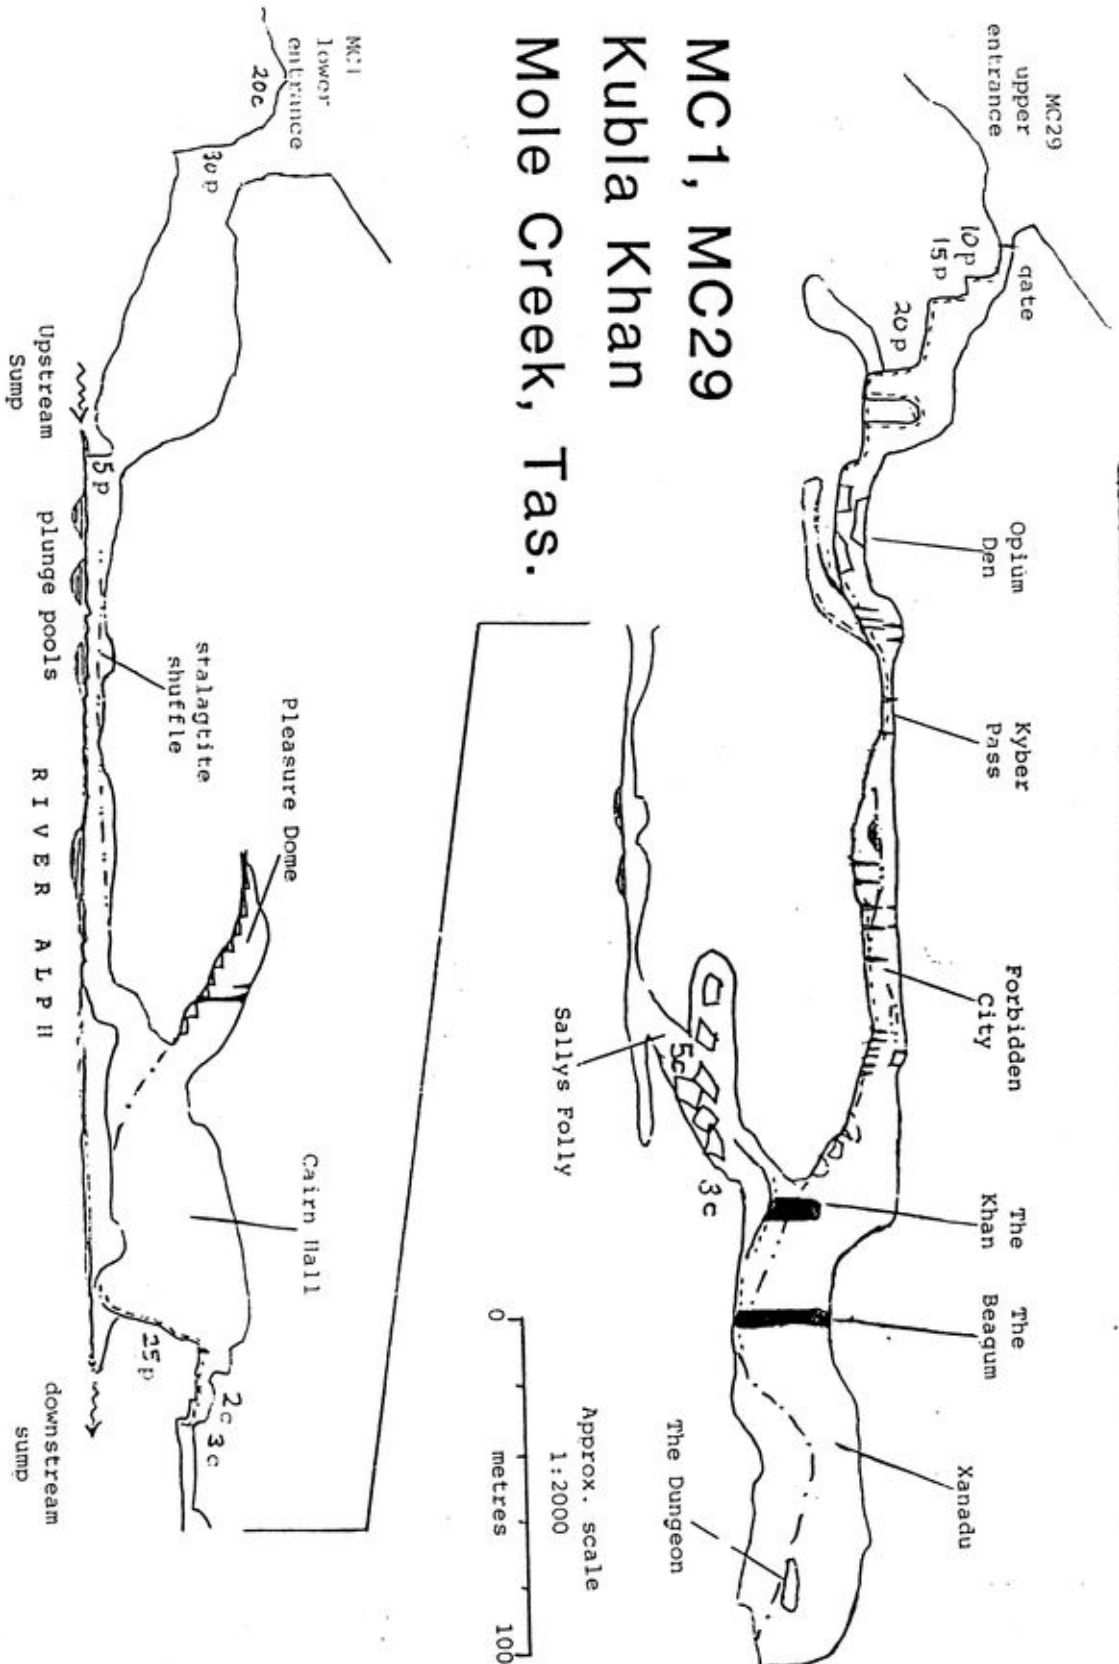 MC1, MC29
Kubla Khan
Mole Creek, Tas.
MC29
upper
entrance
gate
10p
15p
20p
Opium
Den
Kyber
Pass
Forbidden
City
The
Khan
The
Beagum
Xanadu
The Dungeon
3c
5c
Sallys Folly
0
100
metres
Approx. scale
1:2000
MC1
lower
entrance
20c
30p
Upstream
Sump
15p
plunge pools
stalagtite
shuffle
Pleasure Dome
RIVER ALPH
Cairn Hall
25p
2c
3c
downstream
sump